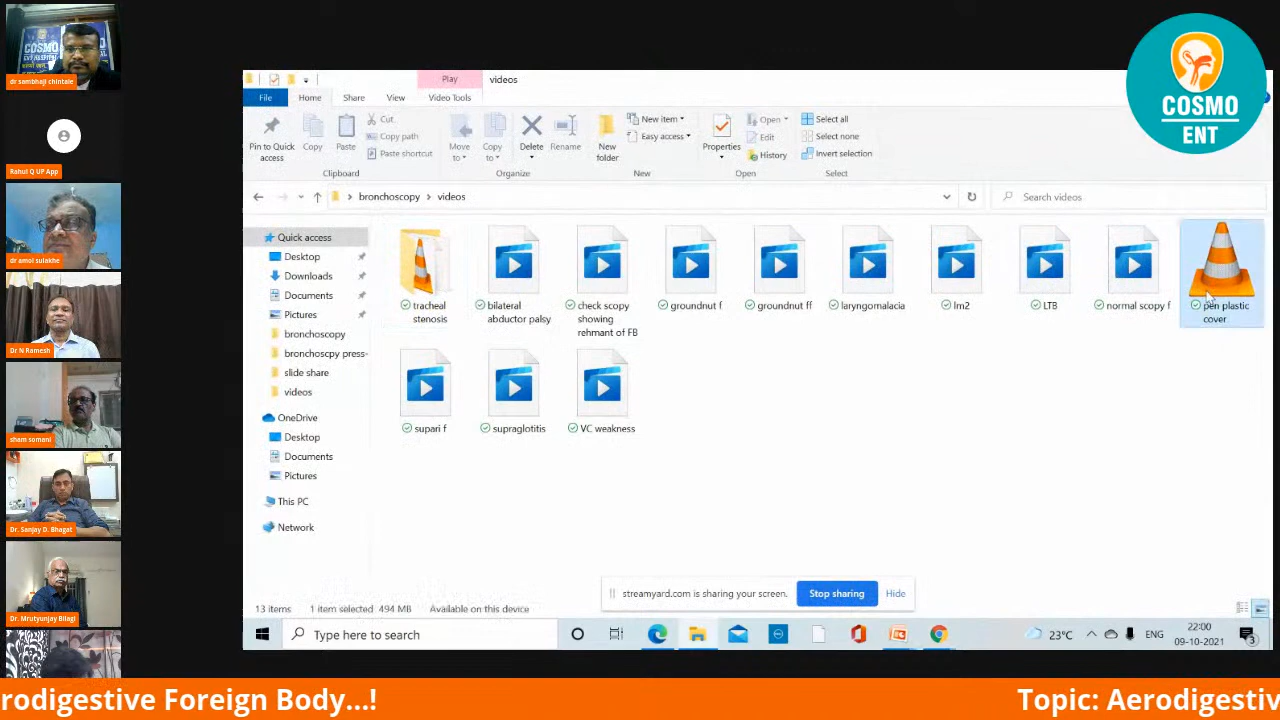 dr sambhaji chintale
Rahul Q UP App
dr amol sulakhe
Dr N Ramesh
sham somani
Dr. Sanjay D. Bhagat
Dr. Mrutyunjay Bilagi
COSMO
ENT
Play
videos
File
Home
Share
View
Video Tools
Pin to Quick
access
Copy
Paste
Cut
Copy path
Paste shortcut
Clipboard
Move
to
Copy
to
Delete
Rename
Organize
New
folder
New item
Easy access
New
Properties
Open
Edit
History
Open
Select all
Select none
Invert selection
Select
bronchoscopy
videos
Search videos
Quick access
Desktop
Downloads
Documents
Pictures
bronchoscopy
bronchoscpy press-
slide share
videos
OneDrive
Desktop
Documents
Pictures
This PC
Network
tracheal
stenosis
bilateral
abductor palsy
check scopy
showing
rehmant of FB
groundnut f
groundnut ff
laryngomalacia
lm2
LTB
normal scopy f
pen plastic
cover
supari f
supraglotitis
VC weakness
13 items 1 item selected 494 MB Available on this device
streamyard.com is sharing your screen.
Stop sharing
Hide
Type here to search
23°C
ENG
22:00
09-10-2021
3
rodigestive Foreign Body...!
Topic: Aerodigestiv